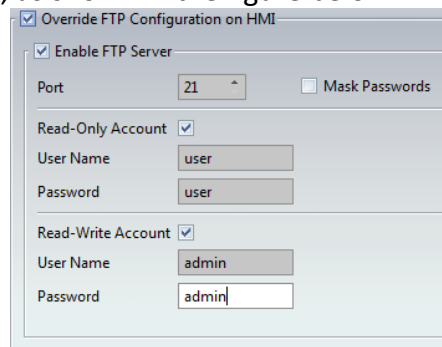 Override FTP Configuration on HMI
Enable FTP Server
Port 21 Mask Passwords
Read-Only Account
User Name user
Password user
Read-Write Account
User Name admin
Password admin